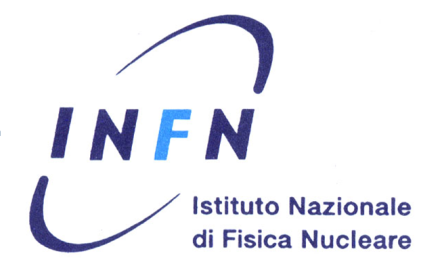 INFN
Istituto Nazionale
di Fisica Nucleare